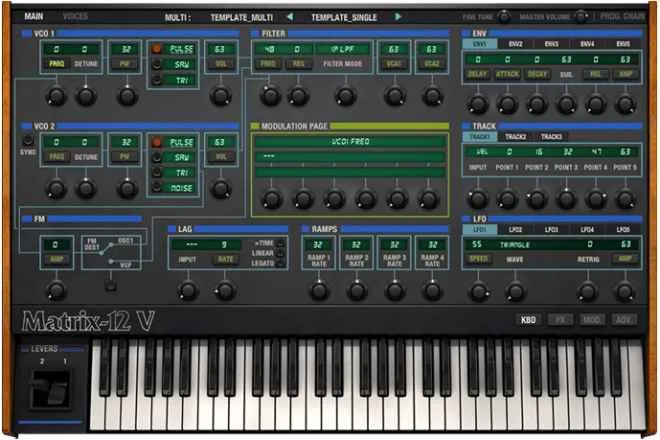 MAIN VOICES MULTI : TEMPLATE_MULTI TEMPLATE_SINGLE FINE TUNE MASTER VOLUME PROG. CHAN
VCO 1
0 0 32 PULSE 63
FREQ DETUNE PW SAW VOL
TRI
FILTER
48 0 1P LPF 63 63
FREQ RES FILTER MODE VCA1 VCA2
ENV
ENV1 ENV2 ENV3 ENV4 ENV5
0 0 0 63 0 63
DELAY ATTACK DECAY SUS. REL AMP
VCO 2
SYNC
0 0 32 PULSE 63
FREQ DETUNE PW SAW VOL
TRI
NOISE
MODULATION PAGE
VCO1 FREQ
---
TRACK
TRACK1 TRACK2 TRACK3
VEL 0 16 32 47 63
INPUT POINT 1 POINT 2 POINT 3 POINT 4 POINT 5
FM
0
AMP
FM DEST
OSC1
VCF
LAG
--- 9
INPUT RATE
=TIME
LINEAR
LEGATO
RAMPS
32 32 32 32
RAMP 1 RATE RAMP 2 RATE RAMP 3 RATE RAMP 4 RATE
LFO
LFO1 LFO2 LFO3 LFO4 LFO5
55 TRIANGLE 0 63
SPEED WAVE RETRIG AMP
Matrix-12 V
KBD FX MOD. ADV.
LEVERS
2 1